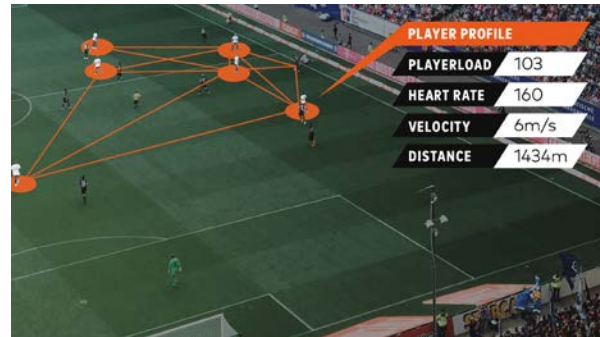 PLAYER PROFILE
PLAYERLOAD 103
HEART RATE 160
VELOCITY 6m/s
DISTANCE 1434m